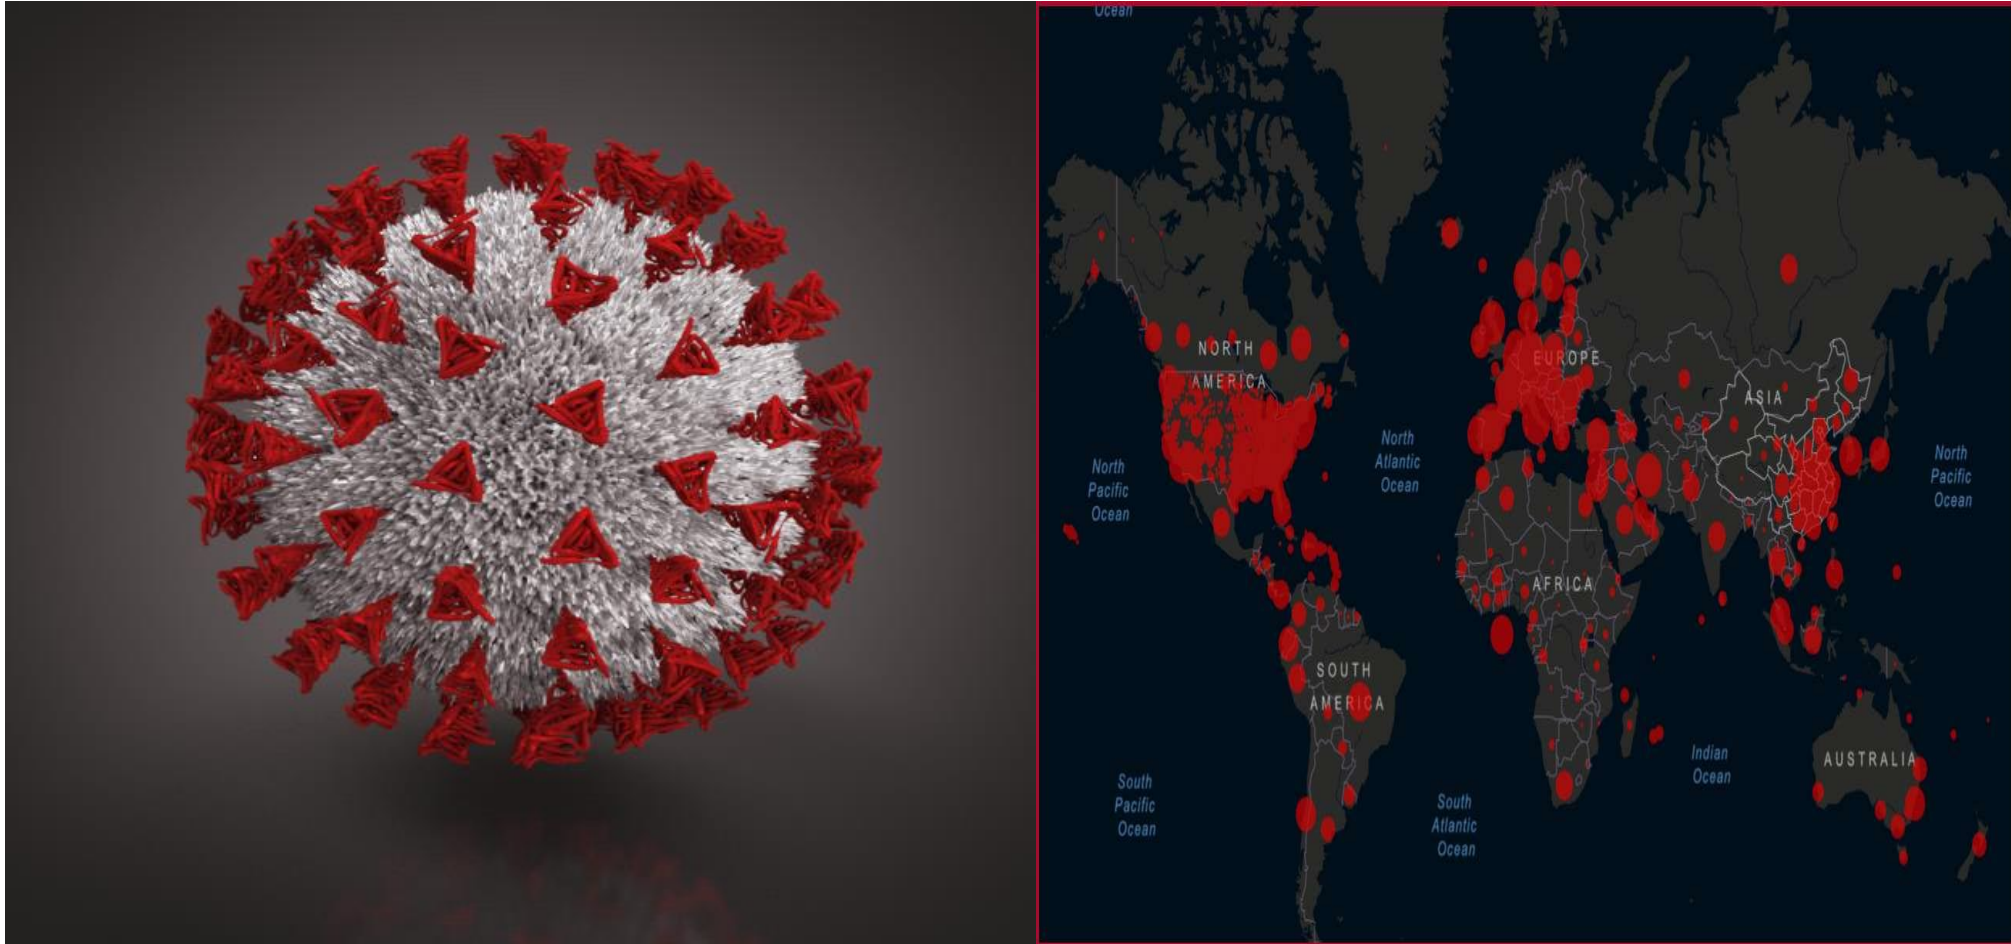 Ocean
NORTH
AMERICA
EUROPE
ASIA
North
Pacific
Ocean
North
Atlantic
Ocean
North
Pacific
Ocean
AFRICA
SOUTH
AMERICA
Indian
Ocean
AUSTRALIA
South
Pacific
Ocean
South
Atlantic
Ocean